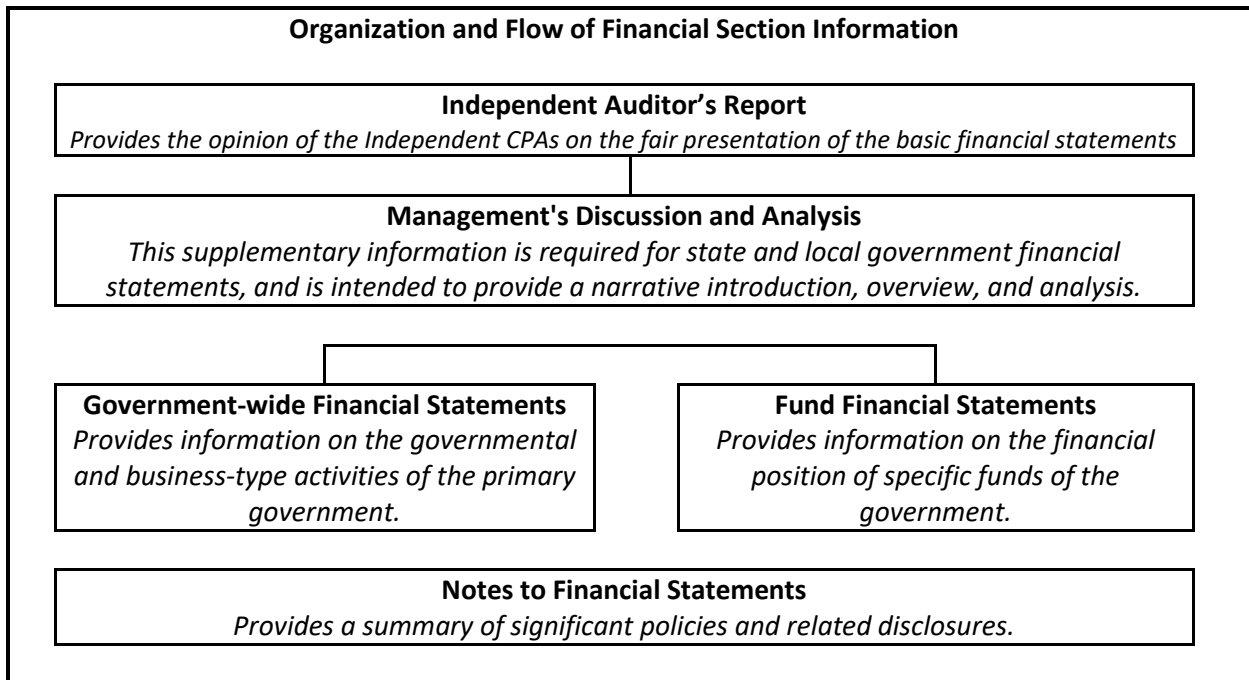 Organization and Flow of Financial Section Information
Independent Auditor’s Report
Provides the opinion of the Independent CPAs on the fair presentation of the basic financial statements
Management's Discussion and Analysis
This supplementary information is required for state and local government financial
statements, and is intended to provide a narrative introduction, overview, and analysis.
Government-wide Financial Statements
Provides information on the governmental
and business-type activities of the primary
government.
Fund Financial Statements
Provides information on the financial
position of specific funds of the
government.
Notes to Financial Statements
Provides a summary of significant policies and related disclosures.